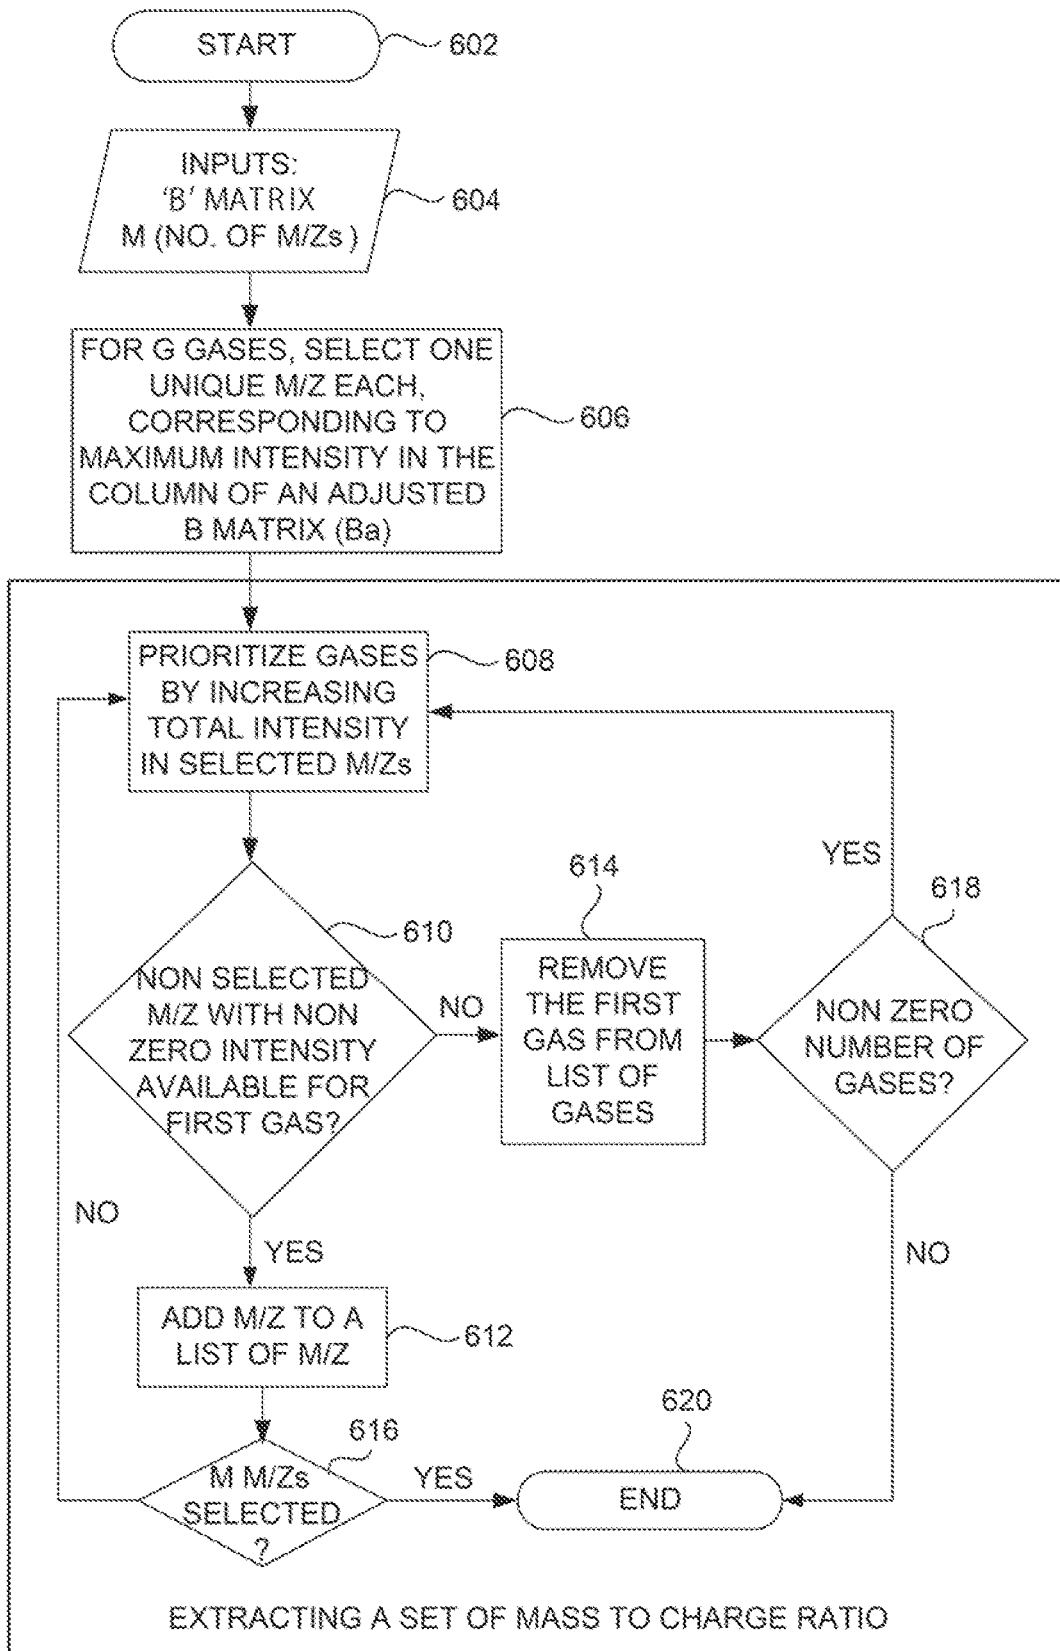 START
602
INPUTS:
'B' MATRIX
M (NO. OF M/Zs )
604
FOR G GASES, SELECT ONE
UNIQUE M/Z EACH,
CORRESPONDING TO
MAXIMUM INTENSITY IN THE
COLUMN OF AN ADJUSTED
B MATRIX (Ba)
606
PRIORITIZE GASES
BY INCREASING
TOTAL INTENSITY
IN SELECTED M/Zs
608
NON SELECTED
M/Z WITH NON
ZERO INTENSITY
AVAILABLE FOR
FIRST GAS?
610
NO
614
REMOVE
THE FIRST
GAS FROM
LIST OF
GASES
YES
618
NON ZERO
NUMBER OF
GASES?
NO
YES
NO
ADD M/Z TO A
LIST OF M/Z
612
616
M M/Zs
SELECTED
?
YES
620
END
EXTRACTING A SET OF MASS TO CHARGE RATIO